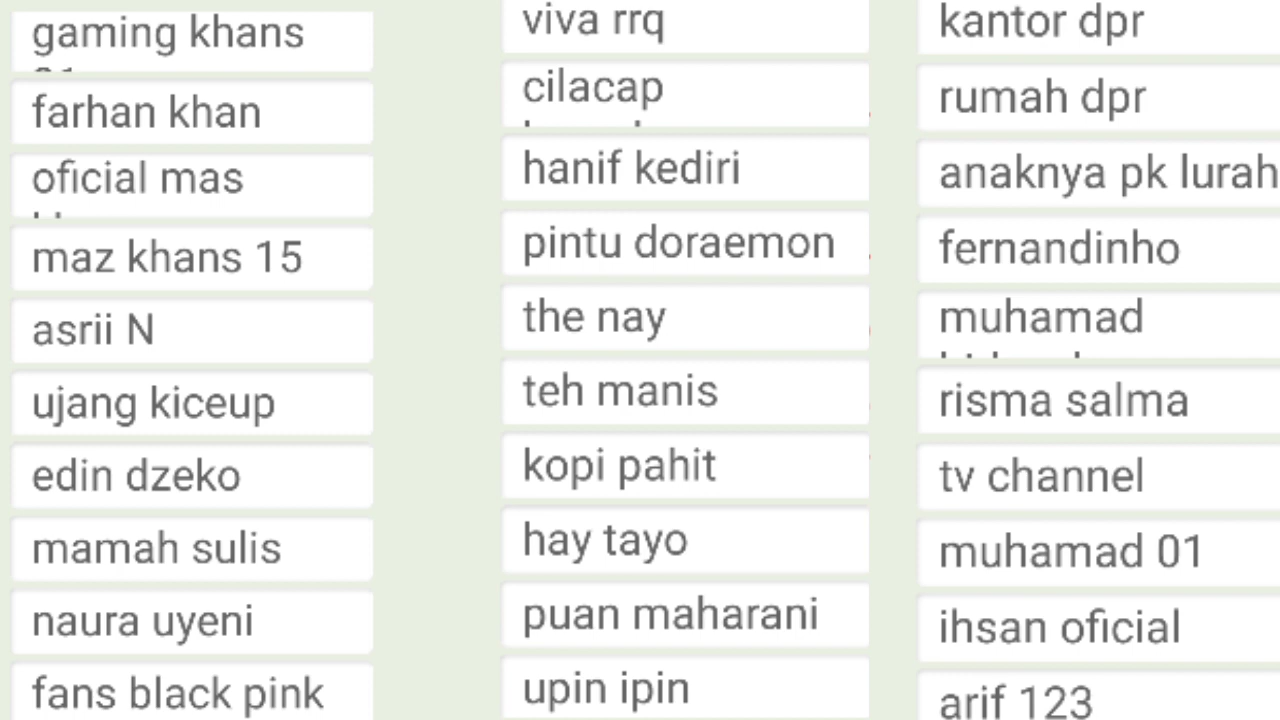 gaming khans
farhan khan
oficial mas
maz khans 15
asrii N
ujang kiceup
edin dzeko
mamah sulis
naura uyeni
fans black pink
viva rrq
cilacap
hanif kediri
pintu doraemon
the nay
teh manis
kopi pahit
hay tayo
puan maharani
upin ipin
kantor dpr
rumah dpr
anaknya pk lurah
fernandinho
muhamad
risma salma
tv channel
muhamad 01
ihsan oficial
arif 123